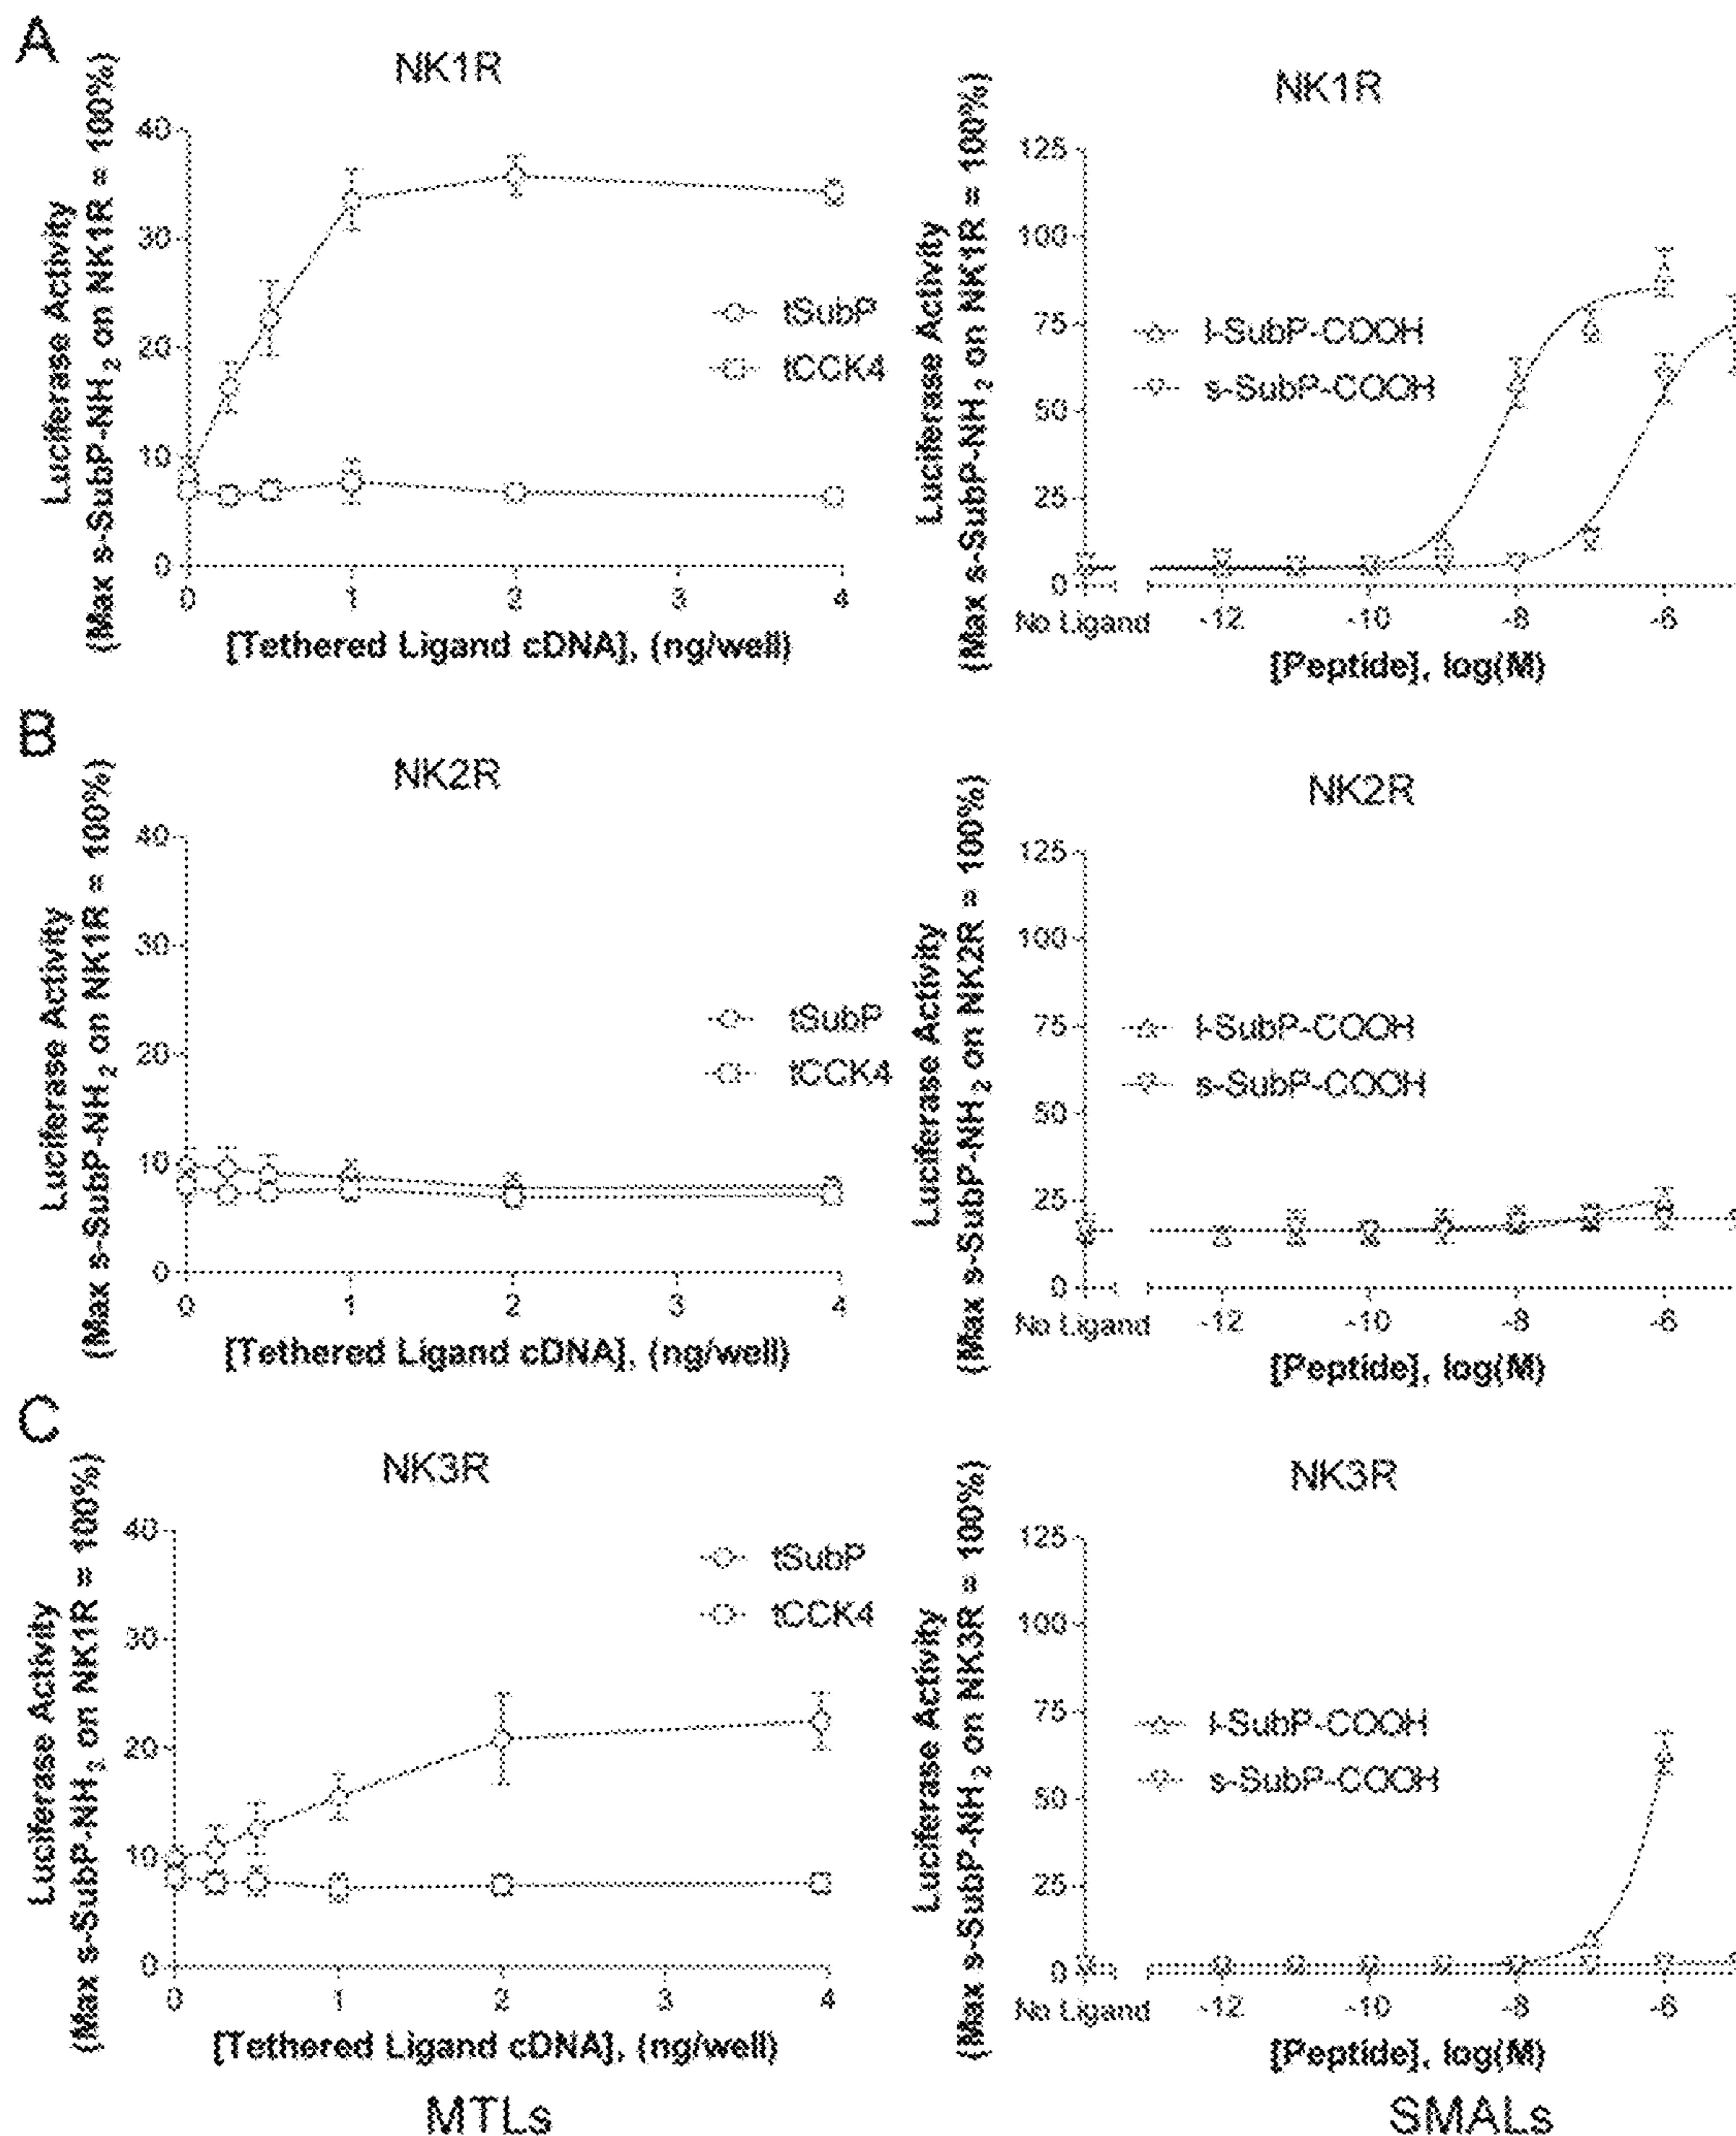 A
NK1R
Luciferase Activity
(Max s-SubP-NH2 on NK1R = 100%)
40
30
20
10
0
tSubP
tCCK4
0 1 2 3 4
[Tethered Ligand cDNA], (ng/well)
NK1R
Luciferase Activity
(Max s-SubP-NH2 on NK1R = 100%)
125
100
75
50
25
0
l-SubP-COOH
s-SubP-COOH
No Ligand -12 -10 -8 -6
[Peptide], log(M)
B
NK2R
Luciferase Activity
(Max s-SubP-NH2 on NK1R = 100%)
40
30
20
10
0
tSubP
tCCK4
0 1 2 3 4
[Tethered Ligand cDNA], (ng/well)
NK2R
Luciferase Activity
(Max s-SubP-NH2 on NK2R = 100%)
125
100
75
50
25
0
l-SubP-COOH
s-SubP-COOH
No Ligand -12 -10 -8 -6
[Peptide], log(M)
C
NK3R
Luciferase Activity
(Max s-SubP-NH2 on NK1R = 100%)
40
30
20
10
0
tSubP
tCCK4
0 1 2 3 4
[Tethered Ligand cDNA], (ng/well)
NK3R
Luciferase Activity
(Max s-SubP-NH2 on NK3R = 100%)
125
100
75
50
25
0
l-SubP-COOH
s-SubP-COOH
No Ligand -12 -10 -8 -6
[Peptide], log(M)
MTLs
SMALs